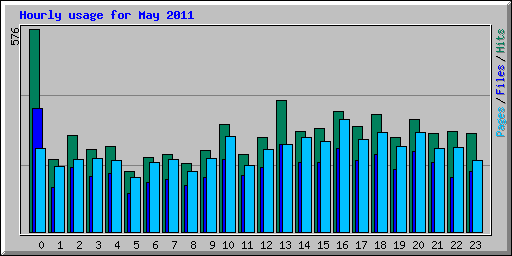 Hourly usage for May 2011
576
Pages / Files / Hits
0 1 2 3 4 5 6 7 8 9 10 11 12 13 14 15 16 17 18 19 20 21 22 23